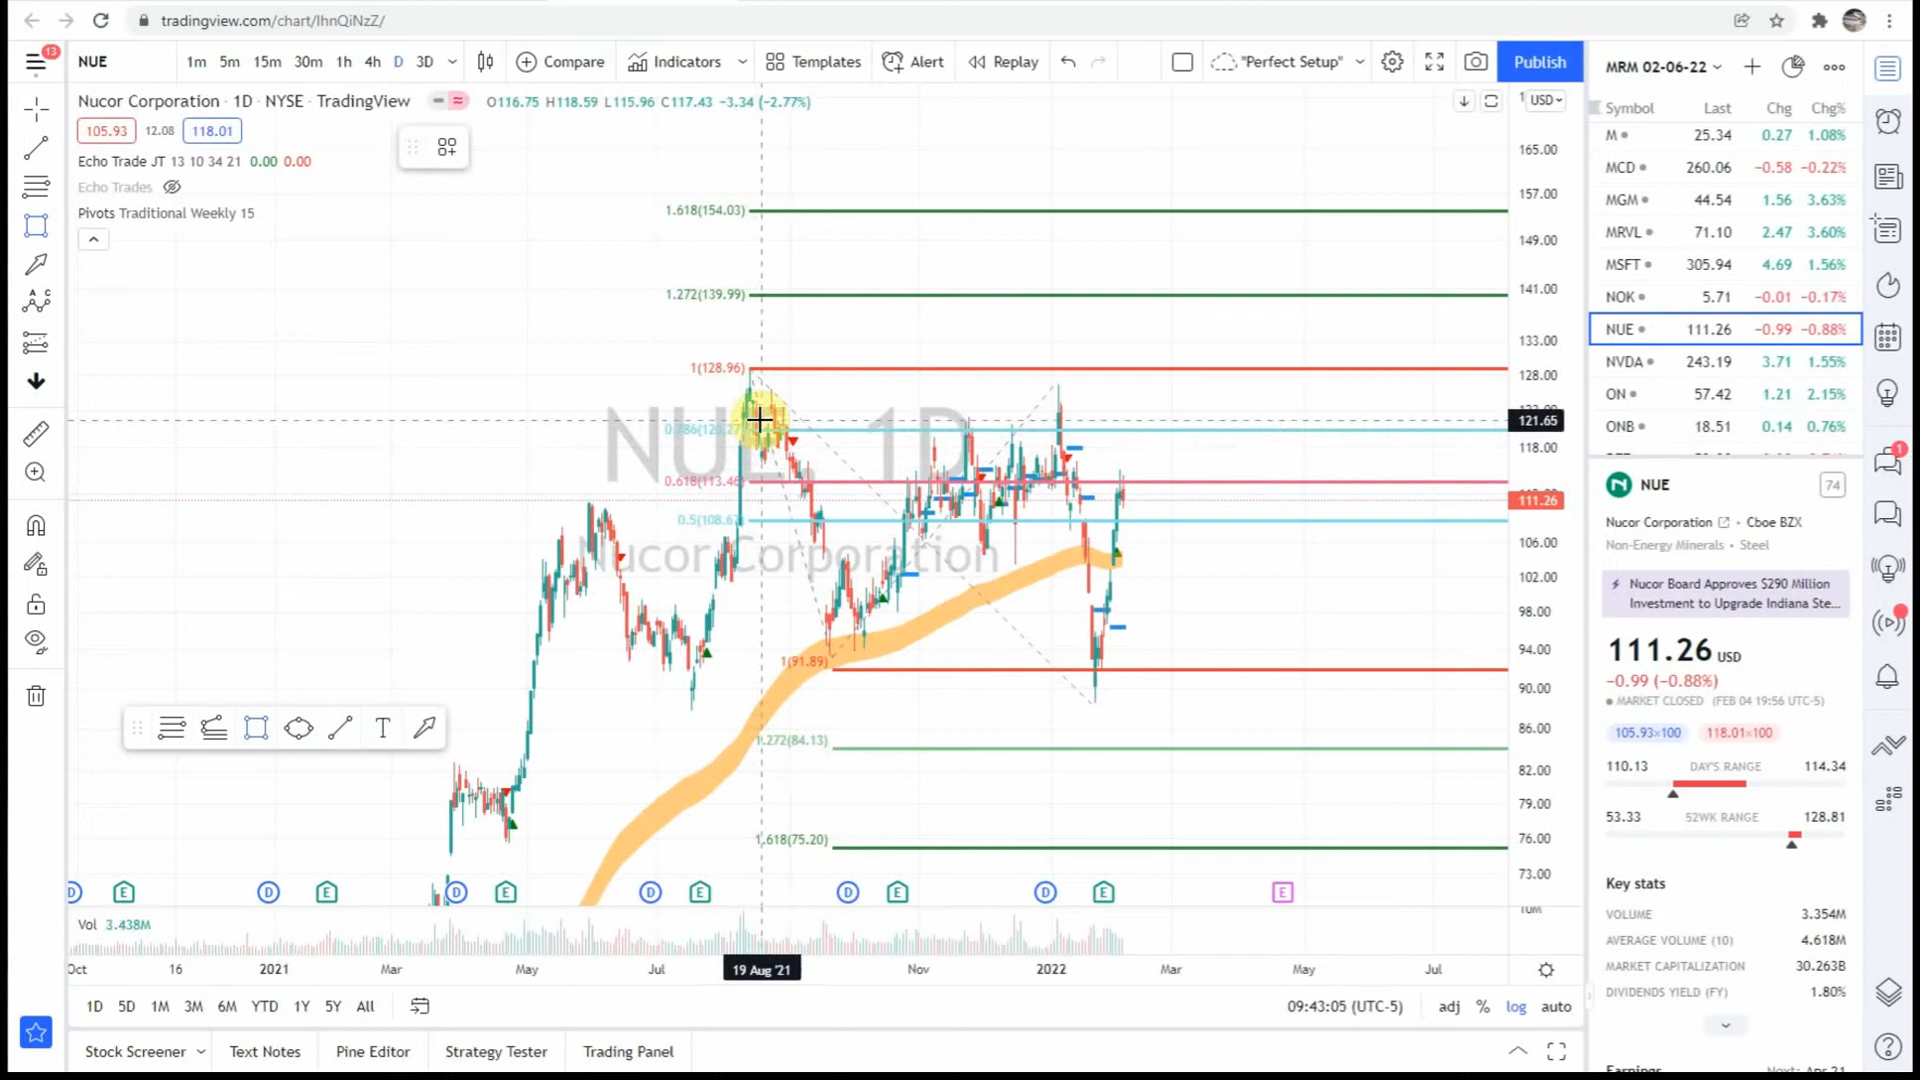 tradingview.com/chart/IhnQiNzZ/
13
NUE
1m 5m 15m 30m 1h 4h D 3D
Compare
Indicators
Templates
Alert
Replay
"Perfect Setup"
Publish
MRM 02-06-22
Nucor Corporation · 1D · NYSE · TradingView
O116.75 H118.59 L115.96 C117.43 −3.34 (−2.77%)
USD
105.93 12.08 118.01
Echo Trade JT 13 10 34 21 0.00 0.00
Echo Trades
Pivots Traditional Weekly 15
NUE, 1D
Nucor Corporation
1.618(154.03)
1.272(139.99)
1(128.96)
0.618(113.46)
1(91.89)
1.272(84.13)
1.618(75.20)
165.00
157.00
149.00
141.00
133.00
128.00
121.65
118.00
111.26
106.00
102.00
98.00
94.00
90.00
86.00
82.00
79.00
76.00
73.00
D E D E D E D E D E D E E
Vol 3.438M
Oct 16 2021 Mar May Jul 19 Aug '21 Nov 2022 Mar May Jul
1D 5D 1M 3M 6M YTD 1Y 5Y All
09:43:05 (UTC-5) adj % log auto
Stock Screener Text Notes Pine Editor Strategy Tester Trading Panel
Symbol Last Chg Chg%
M 25.34 0.27 1.08%
MCD 260.06 −0.58 −0.22%
MGM 44.54 1.56 3.63%
MRVL 71.10 2.47 3.60%
MSFT 305.94 4.69 1.56%
NOK 5.71 −0.01 −0.17%
NUE 111.26 −0.99 −0.88%
NVDA 243.19 3.71 1.55%
ON 57.42 1.21 2.15%
ONB 18.51 0.14 0.76%
NUE
74
Nucor Corporation • Cboe BZX
Non-Energy Minerals • Steel
Nucor Board Approves $290 Million
Investment to Upgrade Indiana Ste...
111.26 USD
−0.99 (−0.88%)
MARKET CLOSED (FEB 04 19:56 UTC-5)
105.93×100 118.01×100
110.13 DAY'S RANGE 114.34
53.33 52WK RANGE 128.81
Key stats
VOLUME 3.354M
AVERAGE VOLUME (10) 4.618M
MARKET CAPITALIZATION 30.263B
DIVIDENDS YIELD (FY) 1.80%
1